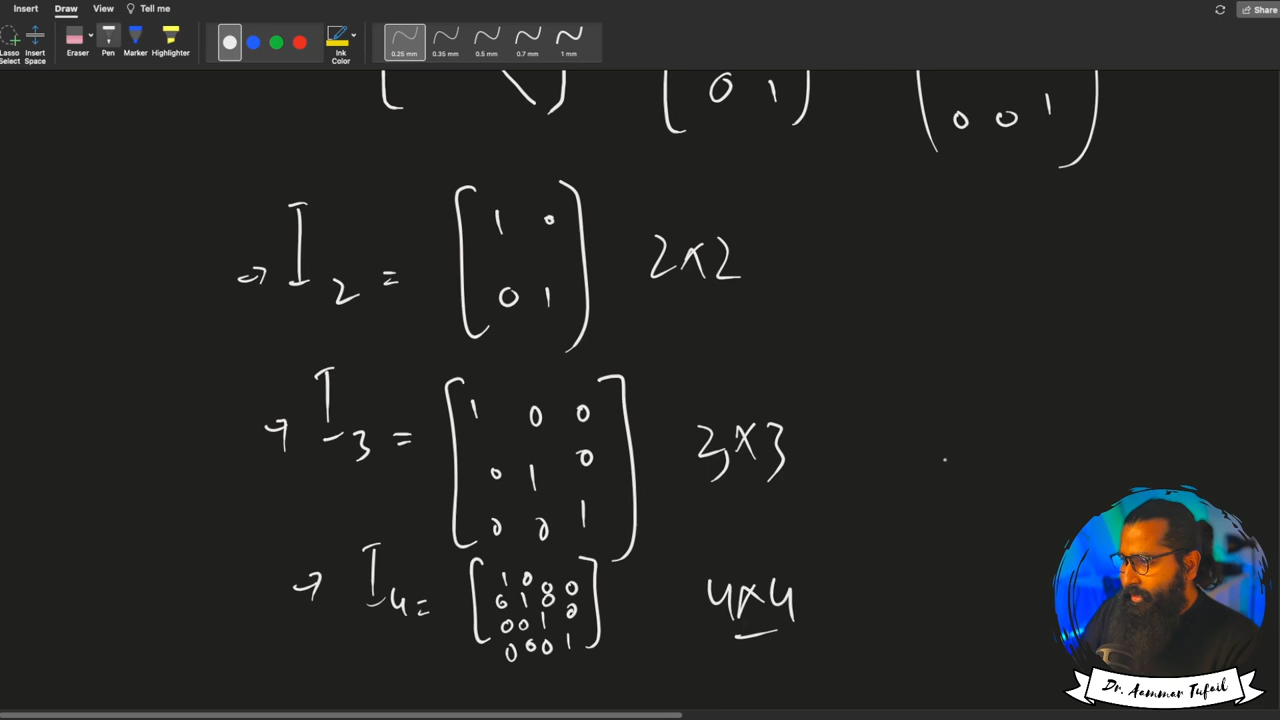 Insert Draw View Tell me Share
Lasso Select Insert Space Eraser Pen Marker Highlighter Ink Color 0.25 mm 0.35 mm 0.5 mm 0.7 mm 1 mm
0 1
0 0 1
→ I2 = [ 1 0
0 1 ] 2×2
→ I3 = [ 1 0 0
0 1 0
0 0 1 ] 3×3
→ I4 = [ 1 0 0 0
0 1 0 0
0 0 1 0
0 0 0 1 ] 4×4
Dr. Aammar Tufail